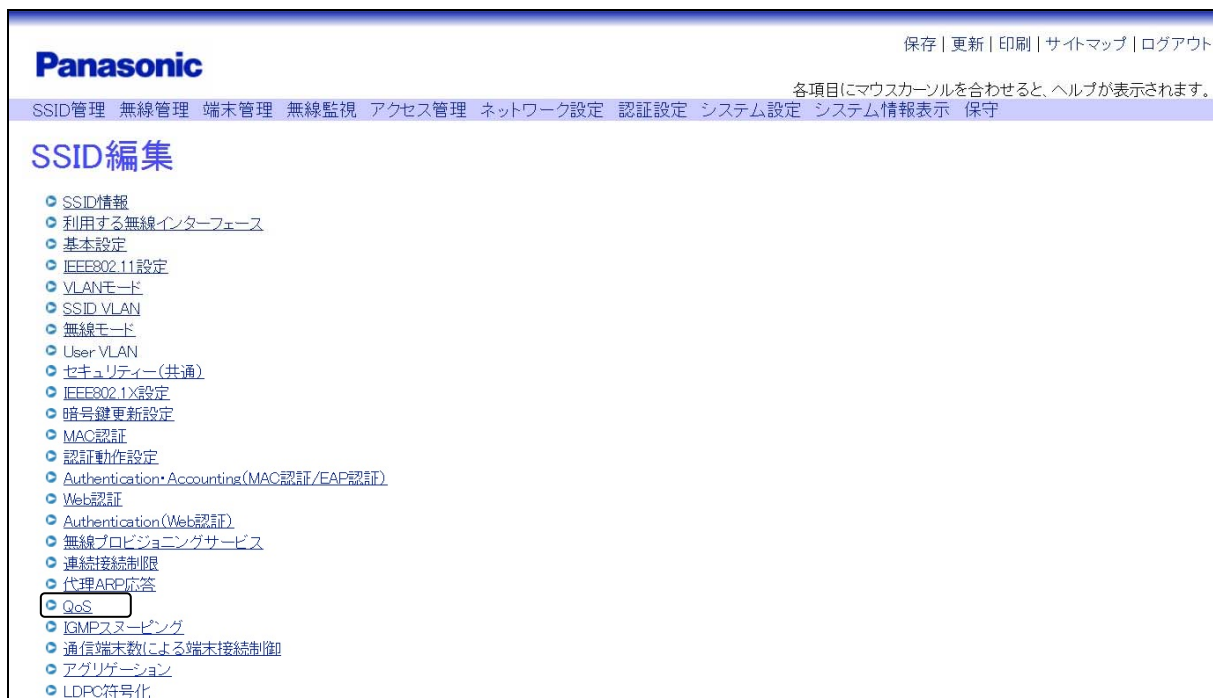 保存 | 更新 | 印刷 | サイトマップ | ログアウト
Panasonic
各項目にマウスカーソルを合わせると、ヘルプが表示されます。
SSID管理 無線管理 端末管理 無線監視 アクセス管理 ネットワーク設定 認証設定 システム設定 システム情報表示 保守
SSID編集
SSID情報
利用する無線インターフェース
基本設定
IEEE802.11設定
VLANモード
SSID VLAN
無線モード
User VLAN
セキュリティー(共通)
IEEE802.1X設定
暗号鍵更新設定
MAC認証
認証動作設定
Authentication・Accounting(MAC認証/EAP認証)
Web認証
Authentication(Web認証)
無線プロビジョニングサービス
連続接続制限
代理ARP応答
QoS
IGMPスヌーピング
通信端末数による端末接続制御
アグリゲーション
LDPC符号化